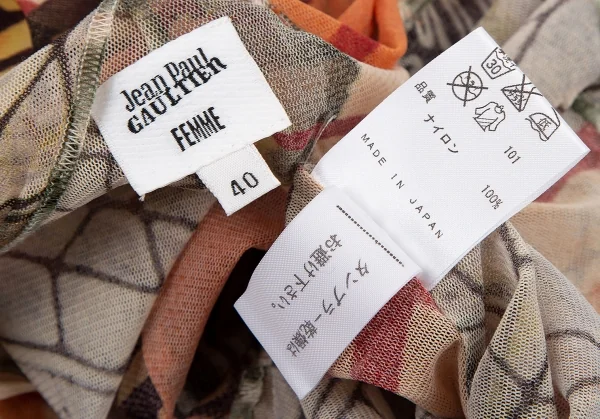 Jean Paul
GAULTIER
FEMME
40
30
品質
ナイロン
101
100%
MADE IN JAPAN
タンブラー乾燥は
お避け下さい。